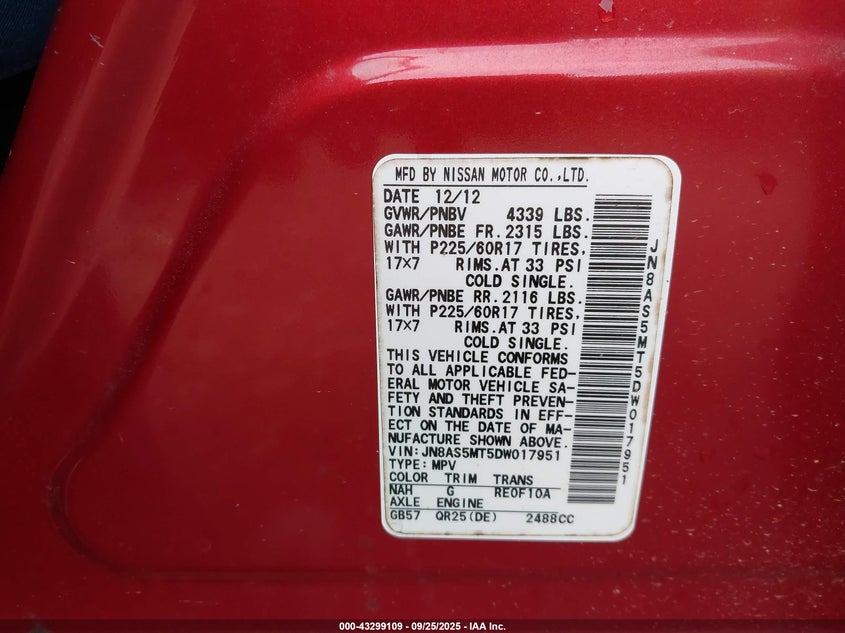 MFD BY NISSAN MOTOR CO.,LTD.
DATE 12/12
GVWR/PNBV 4339 LBS.
GAWR/PNBE FR. 2315 LBS.
WITH P225/60R17 TIRES,
17×7 RIMS.AT 33 PSI
COLD SINGLE.
GAWR/PNBE RR. 2116 LBS.
WITH P225/60R17 TIRES,
17×7 RIMS.AT 33 PSI
COLD SINGLE.
THIS VEHICLE CONFORMS
TO ALL APPLICABLE FED-
ERAL MOTOR VEHICLE SA-
FETY AND THEFT PREVEN-
TION STANDARDS IN EFF-
ECT ON THE DATE OF MA-
NUFACTURE SHOWN ABOVE.
VIN:JN8AS5MT5DW017951
TYPE:MPV
COLOR TRIM TRANS
NAH G RE0F10A
AXLE ENGINE
GB57 QR25(DE) 2488CC
JN8AS5MT5DW017951
000-43299109 - 09/25/2025 - IAA Inc.